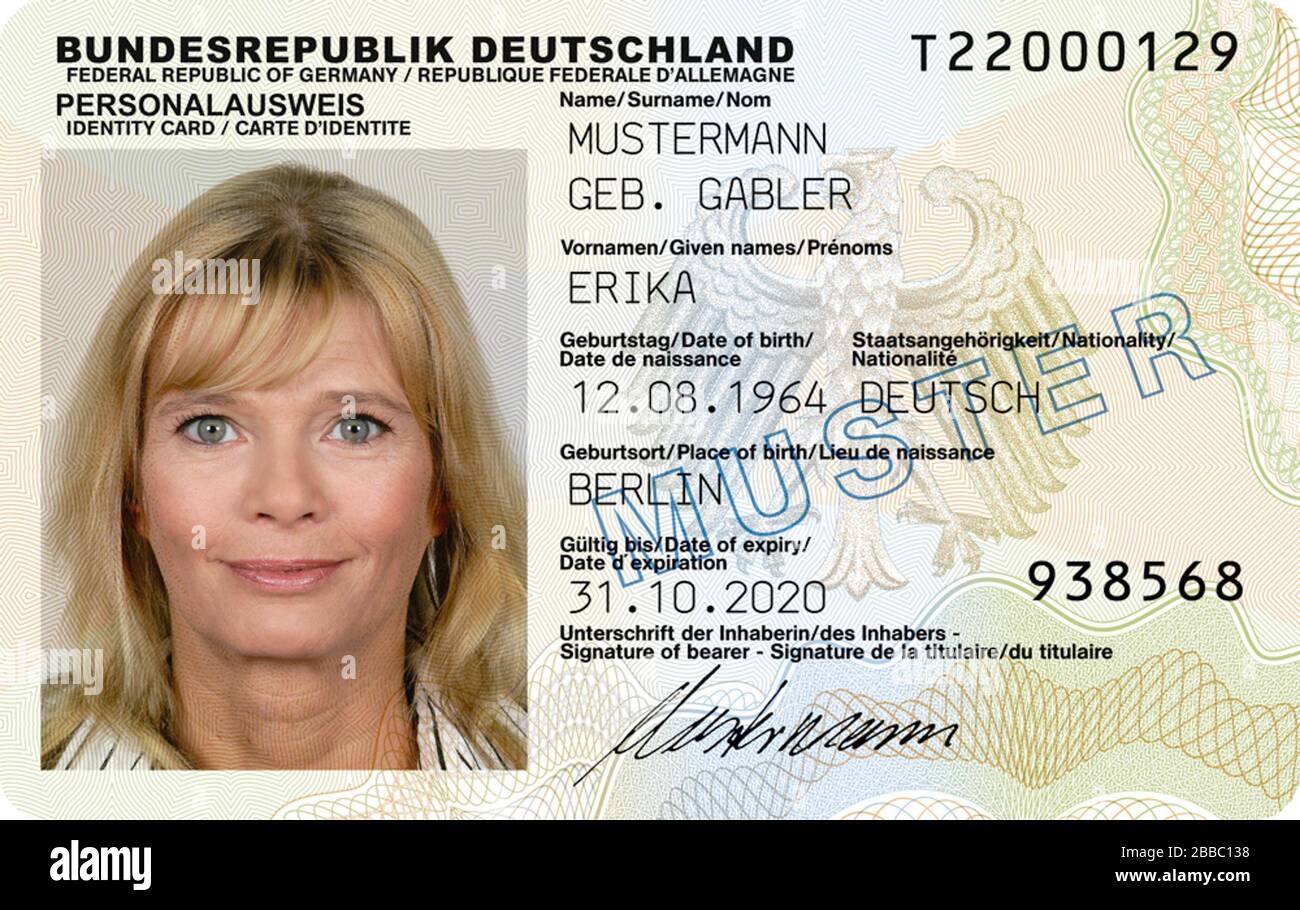 BUNDESREPUBLIK DEUTSCHLAND
FEDERAL REPUBLIC OF GERMANY / REPUBLIQUE FEDERALE D'ALLEMAGNE
PERSONALAUSWEIS
IDENTITY CARD / CARTE D'IDENTITE
T22000129
Name/Surname/Nom
MUSTERMANN
GEB. GABLER
Vornamen/Given names/Prénoms
ERIKA
Geburtstag/Date of birth/
Date de naissance
12.08.1964
Staatsangehörigkeit/Nationality/
Nationalité
DEUTSCH
Geburtsort/Place of birth/Lieu de naissance
BERLIN
MUSTER
Gültig bis/Date of expiry/
Date d'expiration
31.10.2020
938568
Unterschrift der Inhaberin/des Inhabers -
Signature of bearer - Signature de la titulaire/du titulaire
Mustermann
alamy
Image ID: 2BBC138
www.alamy.com